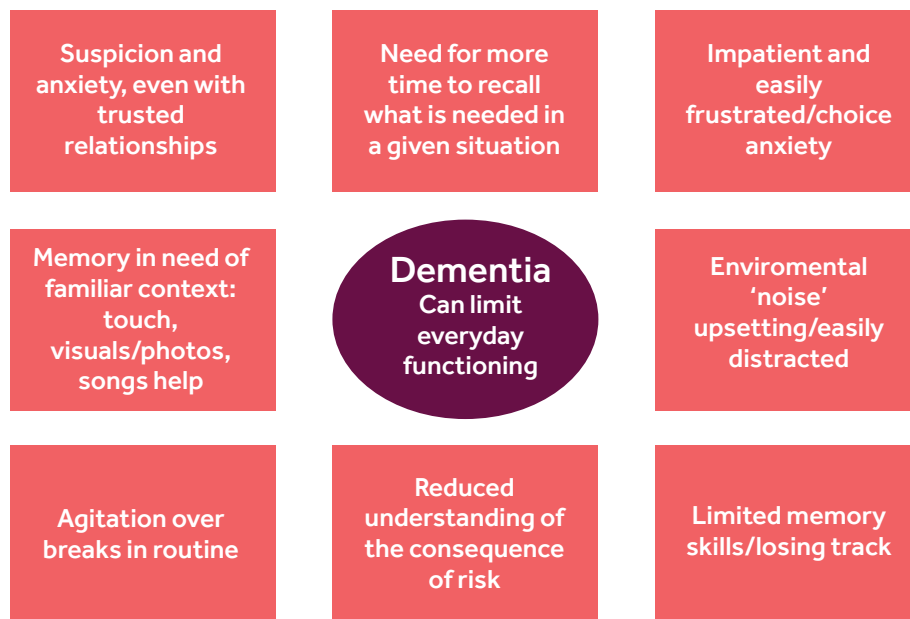 Suspicion and
anxiety, even with
trusted
relationships
Need for more
time to recall
what is needed in
a given situation
Impatient and
easily
frustrated/choice
anxiety
Memory in need of
familiar context:
touch,
visuals/photos,
songs help
Dementia
Can limit
everyday
functioning
Enviromental
‘noise’
upsetting/easily
distracted
Agitation over
breaks in routine
Reduced
understanding of
the consequence
of risk
Limited memory
skills/losing track